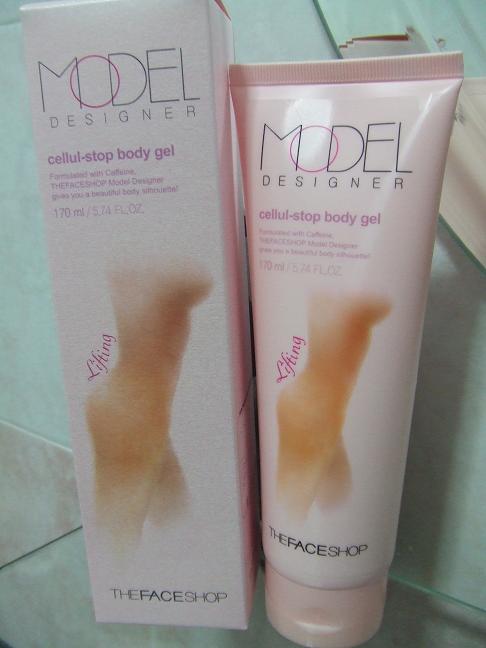 MODEL
DESIGNER
cellul-stop body gel
Formulated with Caffeine,
THEFACESHOP Model Designer
gives you a beautiful body silhouette!
170 ml / 5.74 FL.OZ.
Lifting
THEFACESHOP
MODEL
DESIGNER
cellul-stop body gel
Formulated with Caffeine,
THEFACESHOP Model Designer
gives you a beautiful body silhouette!
170 ml / 5.74 FL.OZ.
Lifting
THEFACESHOP